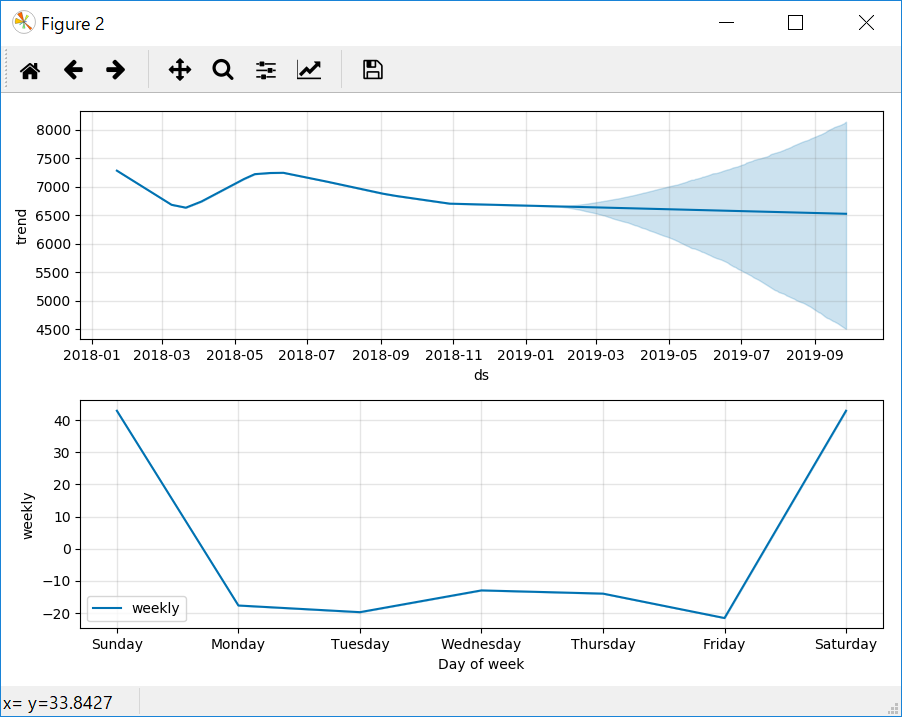 Figure 2
8000
7500
7000
6500
6000
5500
5000
4500
trend
2018-01 2018-03 2018-05 2018-07 2018-09 2018-11 2019-01 2019-03 2019-05 2019-07 2019-09
ds
40
30
20
10
0
−10
−20
weekly
weekly
Sunday Monday Tuesday Wednesday Thursday Friday Saturday
Day of week
x= y=33.8427